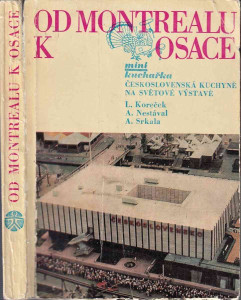 OD MONTREALU K OSACE
OD MONTREALU
K OSACE
mini
kuchařka
ČESKOSLOVENSKÁ KUCHYNĚ
NA SVĚTOVÉ VÝSTAVĚ
L. Koreček
A. Nestával
A. Srkala